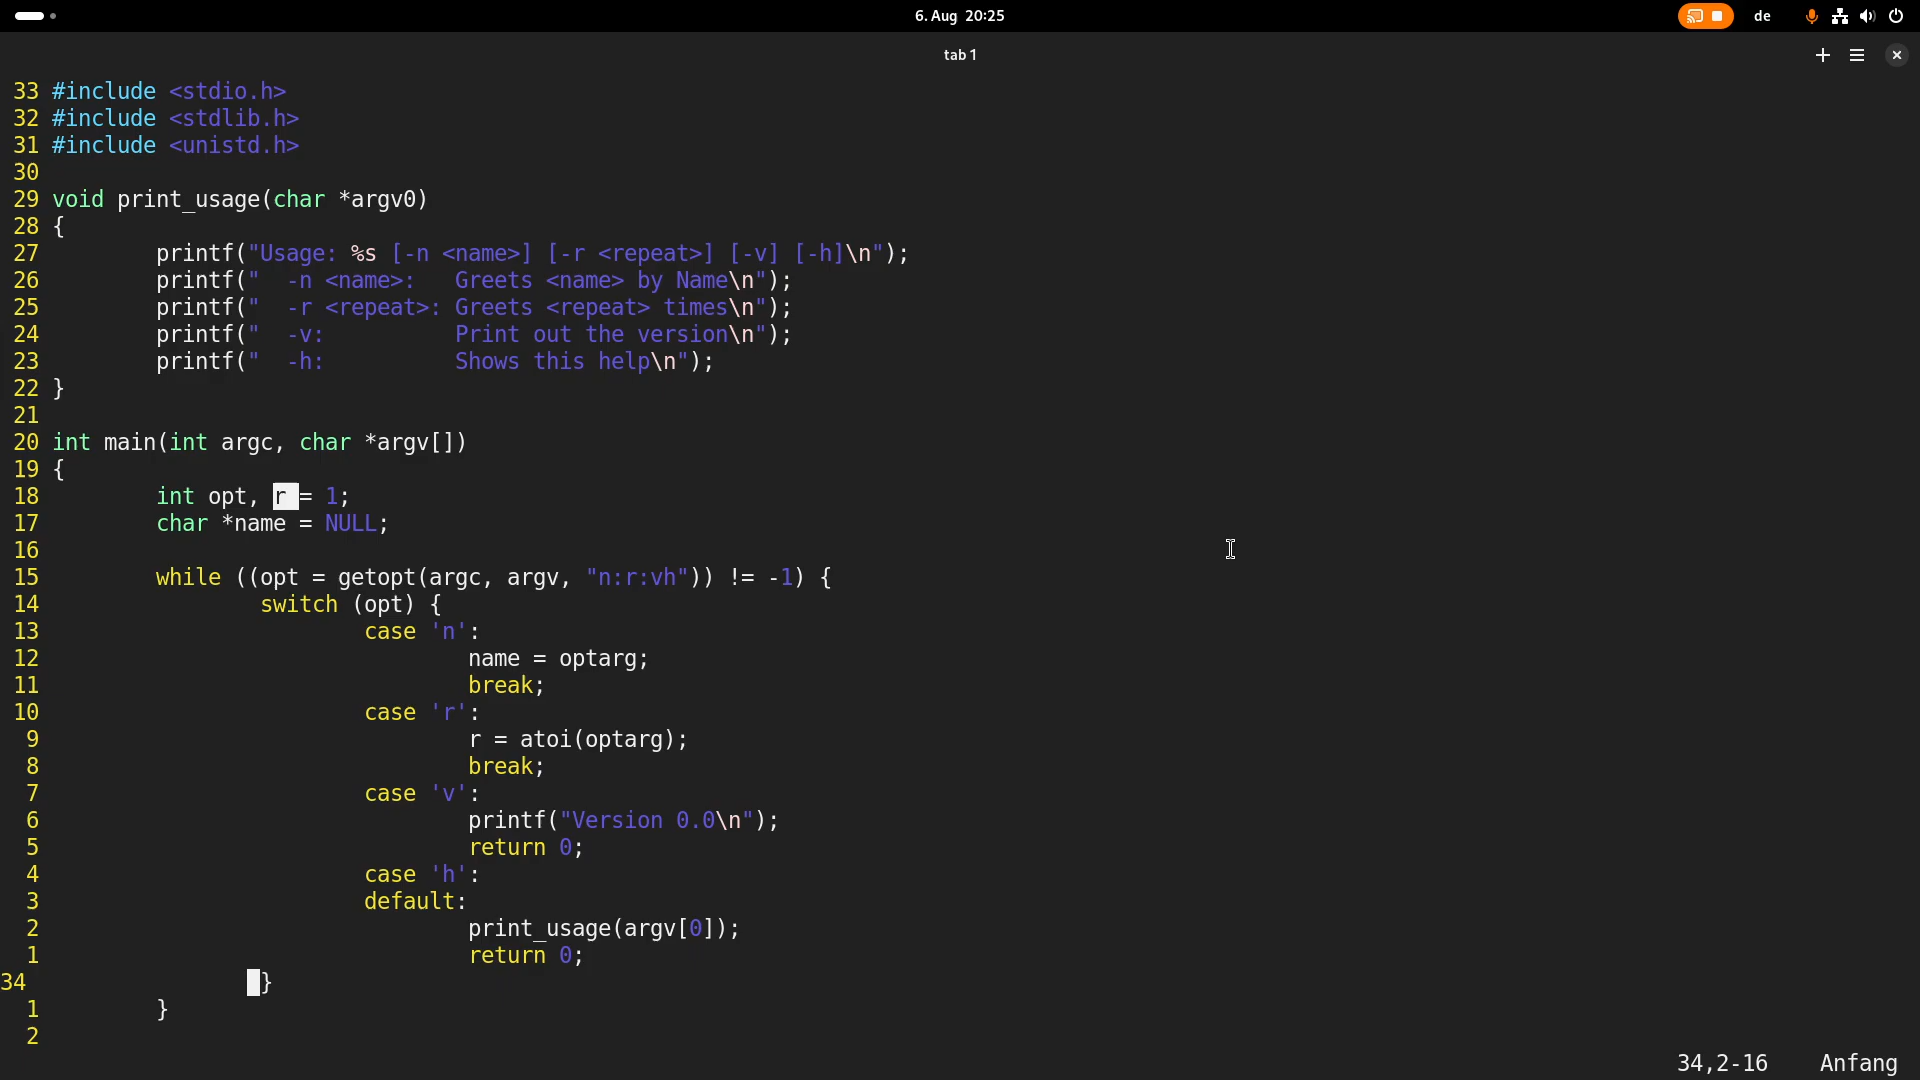 6. Aug 20:25
de
tab 1
33 #include <stdio.h>
32 #include <stdlib.h>
31 #include <unistd.h>
30
29 void print_usage(char *argv0)
28 {
27         printf("Usage: %s [-n <name>] [-r <repeat>] [-v] [-h]\n");
26         printf("  -n <name>:   Greets <name> by Name\n");
25         printf("  -r <repeat>: Greets <repeat> times\n");
24         printf("  -v:          Print out the version\n");
23         printf("  -h:          Shows this help\n");
22 }
21
20 int main(int argc, char *argv[])
19 {
18         int opt, r = 1;
17         char *name = NULL;
16
15         while ((opt = getopt(argc, argv, "n:r:vh")) != -1) {
14                 switch (opt) {
13                         case 'n':
12                                 name = optarg;
11                                 break;
10                         case 'r':
 9                                 r = atoi(optarg);
 8                                 break;
 7                         case 'v':
 6                                 printf("Version 0.0\n");
 5                                 return 0;
 4                         case 'h':
 3                         default:
 2                                 print_usage(argv[0]);
 1                                 return 0;
34                 }
 1         }
 2
34,2-16    Anfang